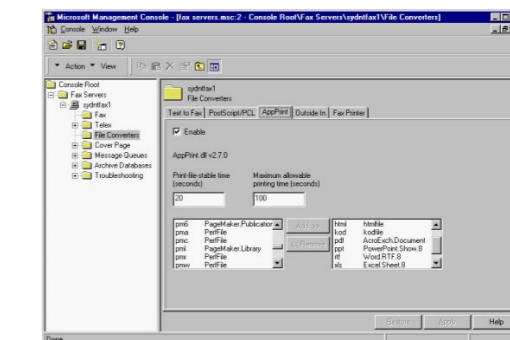 Microsoft Management Console - [fax servers.msc:2 - Console Root\Fax Servers\sydntfax1\File Converters]
Console Window Help
Action View
Console Root
Fax Servers
sydntfax1
Fax
Telex
File Converters
Cover Page
Message Queues
Archive Databases
Troubleshooting
sydntfax1
File Converters
Text to Fax PostScript/PCL AppPrint Outside In Fax Printer
Enable
AppPrint.dll v2.7.0
Print-file-stable time (seconds)
Maximum allowable printing time (seconds)
20
100
pm6 PageMaker.Publication
pma PerfFile
pmc PerfFile
pml PageMaker.Library
pmr PerfFile
pmw PerfFile
Add >>
<< Remove
html htmlfile
kod kodfile
pdf AcroExch.Document
ppt PowerPoint.Show.8
rtf Word.RTF.8
xls Excel.Sheet.8
Restore Apply Help
Done